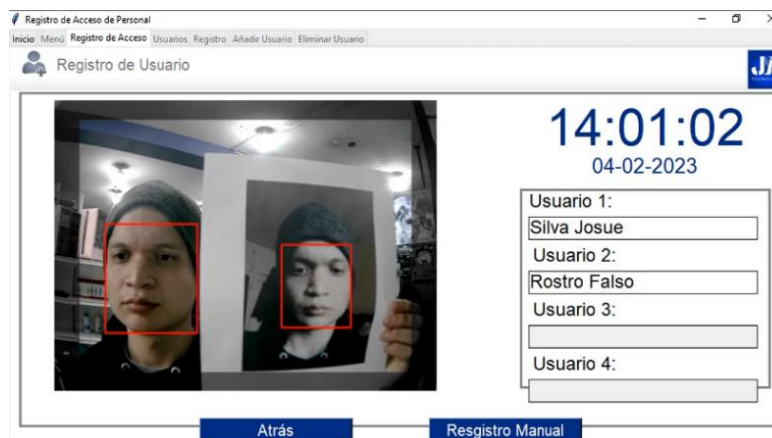 Registro de Acceso de Personal
Inicio Menú Registro de Acceso Usuarios Registro Añadir Usuario Eliminar Usuario
Registro de Usuario
14:01:02
04-02-2023
Usuario 1:
Silva Josue
Usuario 2:
Rostro Falso
Usuario 3:
Usuario 4:
Atrás Resgistro Manual